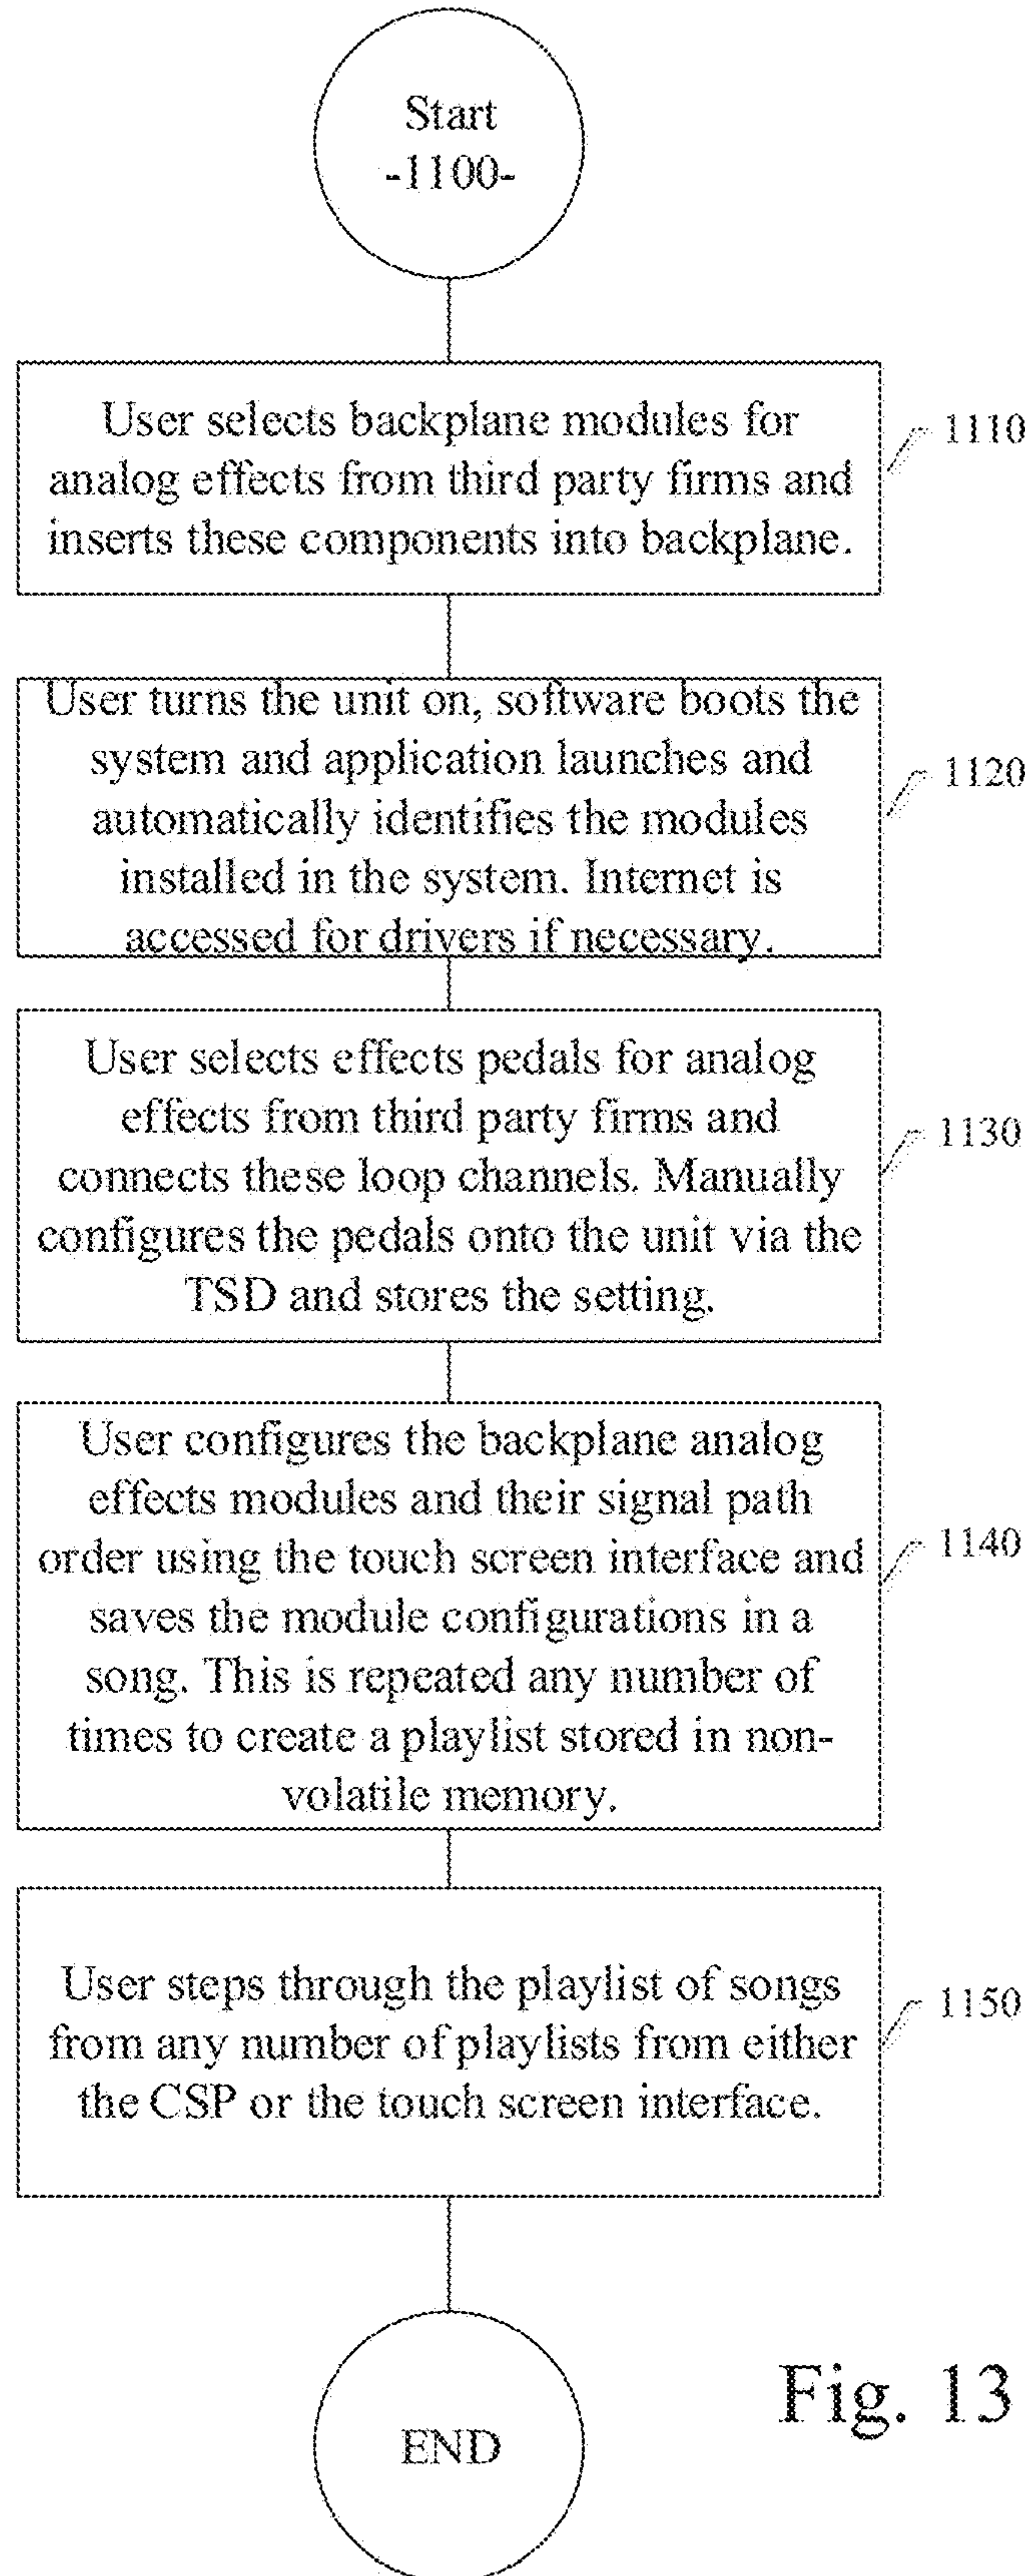 Start
-1100-
User selects backplane modules for
analog effects from third party firms and
inserts these components into backplane.
1110
User turns the unit on, software boots the
system and application launches and
automatically identifies the modules
installed in the system. Internet is
accessed for drivers if necessary.
1120
User selects effects pedals for analog
effects from third party firms and
connects these loop channels. Manually
configures the pedals onto the unit via the
TSD and stores the setting.
1130
User configures the backplane analog
effects modules and their signal path
order using the touch screen interface and
saves the module configurations in a
song. This is repeated any number of
times to create a playlist stored in non-
volatile memory.
1140
User steps through the playlist of songs
from any number of playlists from either
the CSP or the touch screen interface.
1150
END
Fig. 13